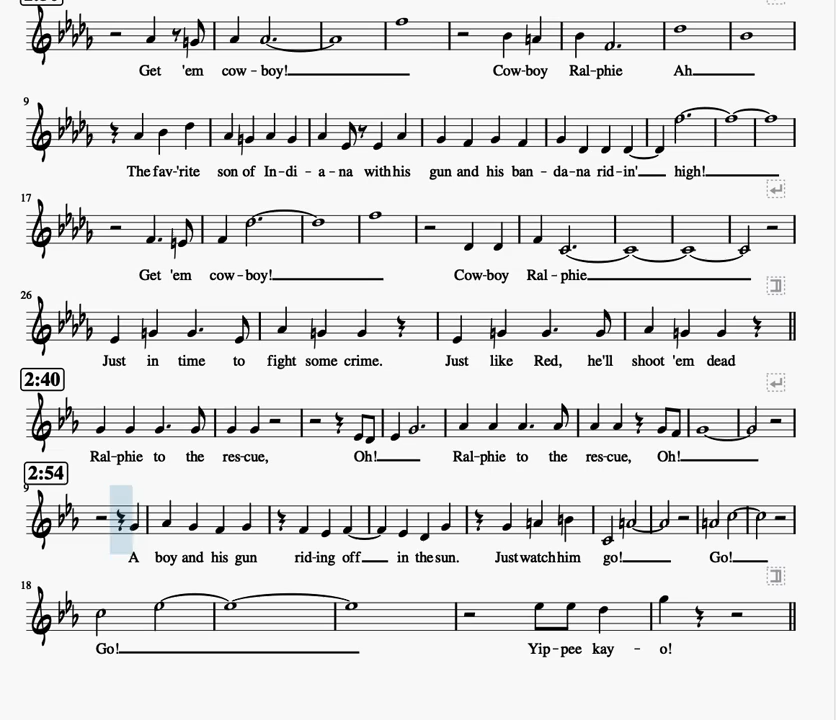 Get 'em cow-boy! Cow-boy Ral-phie Ah
9
The fav-'rite son of In-di-a-na with his gun and his ban-da-na rid-in' high!
17
Get 'em cow-boy! Cow-boy Ral-phie
26
Just in time to fight some crime. Just like Red, he'll shoot 'em dead
2:40
Ral-phie to the res-cue, Oh! Ral-phie to the res-cue, Oh!
2:54
9
A boy and his gun rid-ing off in the sun. Just watch him go! Go!
18
Go! Yip-pee kay-o!